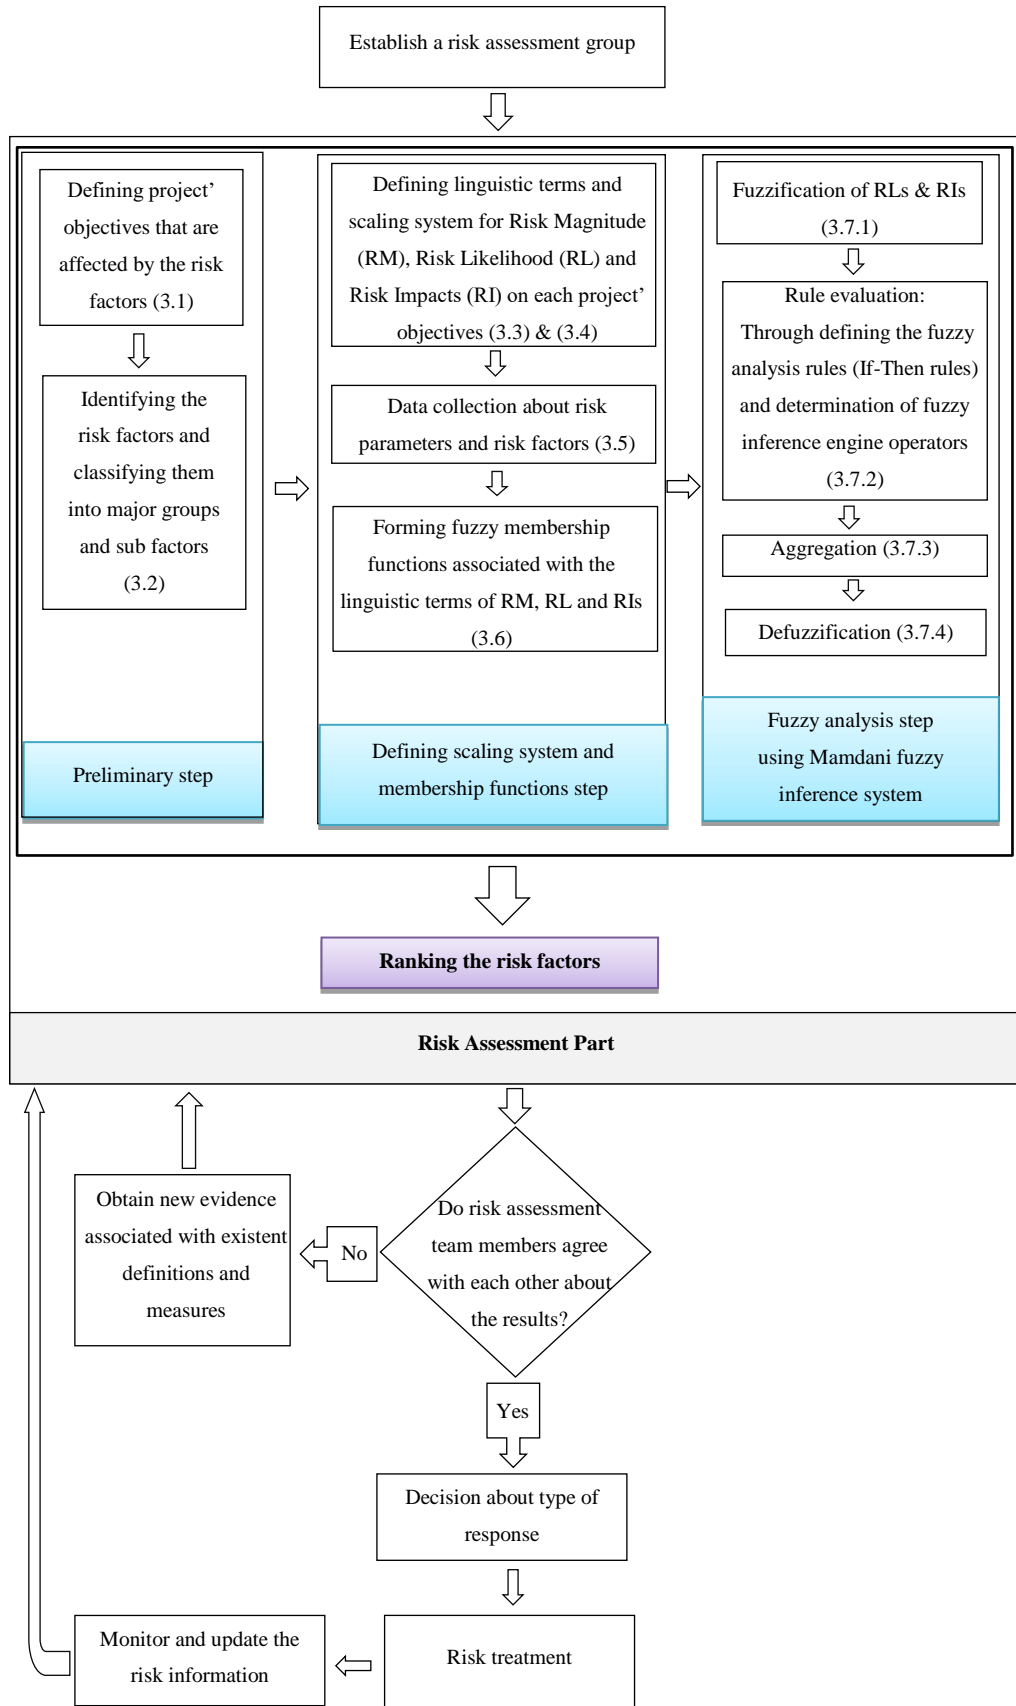 Establish a risk assessment group
Defining project'
objectives that are
affected by the risk
factors (3.1)
Identifying the
risk factors and
classifying them
into major groups
and sub factors
(3.2)
Preliminary step
Defining linguistic terms and
scaling system for Risk Magnitude
(RM), Risk Likelihood (RL) and
Risk Impacts (RI) on each project'
objectives (3.3) & (3.4)
Data collection about risk
parameters and risk factors (3.5)
Forming fuzzy membership
functions associated with the
linguistic terms of RM, RL and RIs
(3.6)
Defining scaling system and
membership functions step
Fuzzification of RLs & RIs
(3.7.1)
Rule evaluation:
Through defining the fuzzy
analysis rules (If-Then rules)
and determination of fuzzy
inference engine operators
(3.7.2)
Aggregation (3.7.3)
Defuzzification (3.7.4)
Fuzzy analysis step
using Mamdani fuzzy
inference system
Ranking the risk factors
Risk Assessment Part
Do risk assessment
team members agree
with each other about
the results?
No
Obtain new evidence
associated with existent
definitions and
measures
Yes
Decision about type of
response
Risk treatment
Monitor and update the
risk information